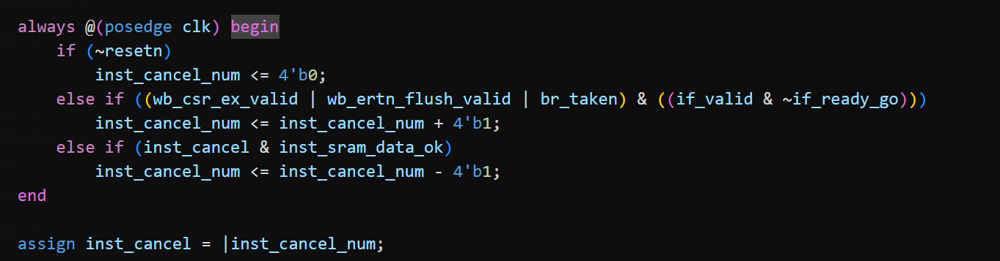 always @(posedge clk) begin
    if (~resetn)
        inst_cancel_num <= 4'b0;
    else if ((wb_csr_ex_valid | wb_ertn_flush_valid | br_taken) & ((if_valid & ~if_ready_go)))
        inst_cancel_num <= inst_cancel_num + 4'b1;
    else if (inst_cancel & inst_sram_data_ok)
        inst_cancel_num <= inst_cancel_num - 4'b1;
end
assign inst_cancel = |inst_cancel_num;